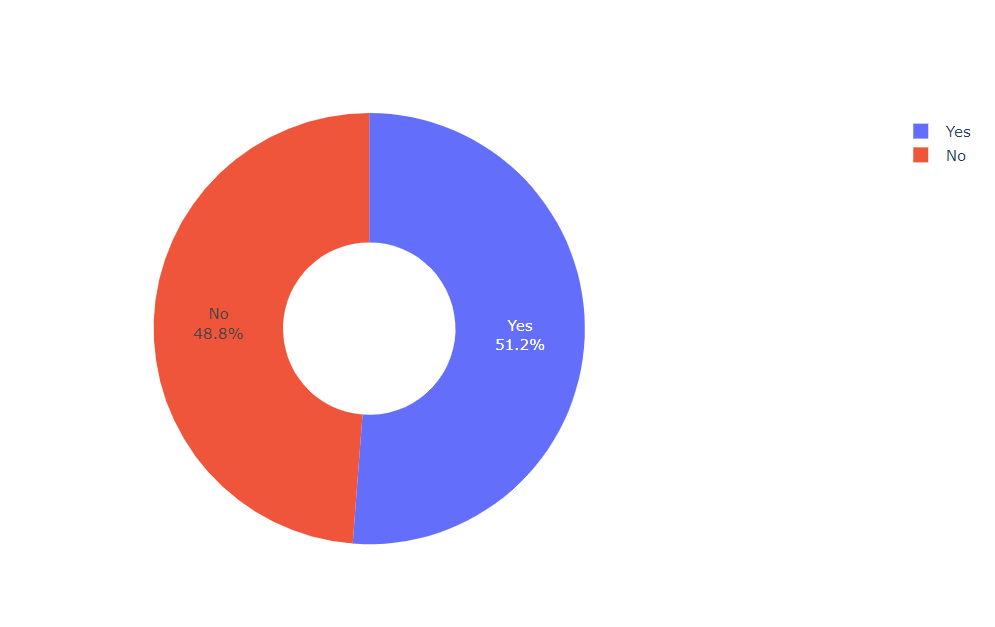 Yes
No
No
48.8%
Yes
51.2%